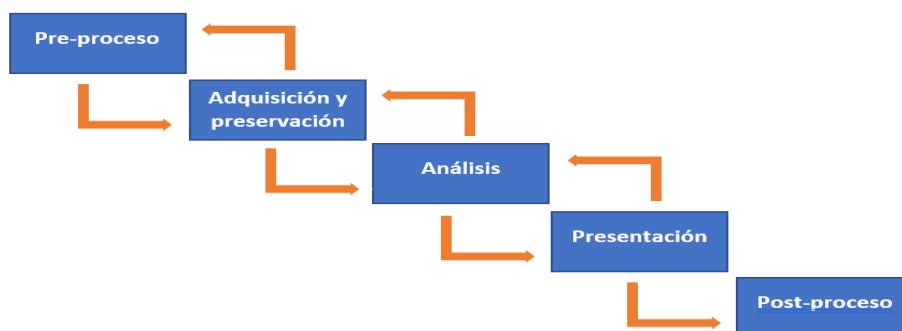 Pre-proceso
Adquisición y
preservación
Análisis
Presentación
Post-proceso